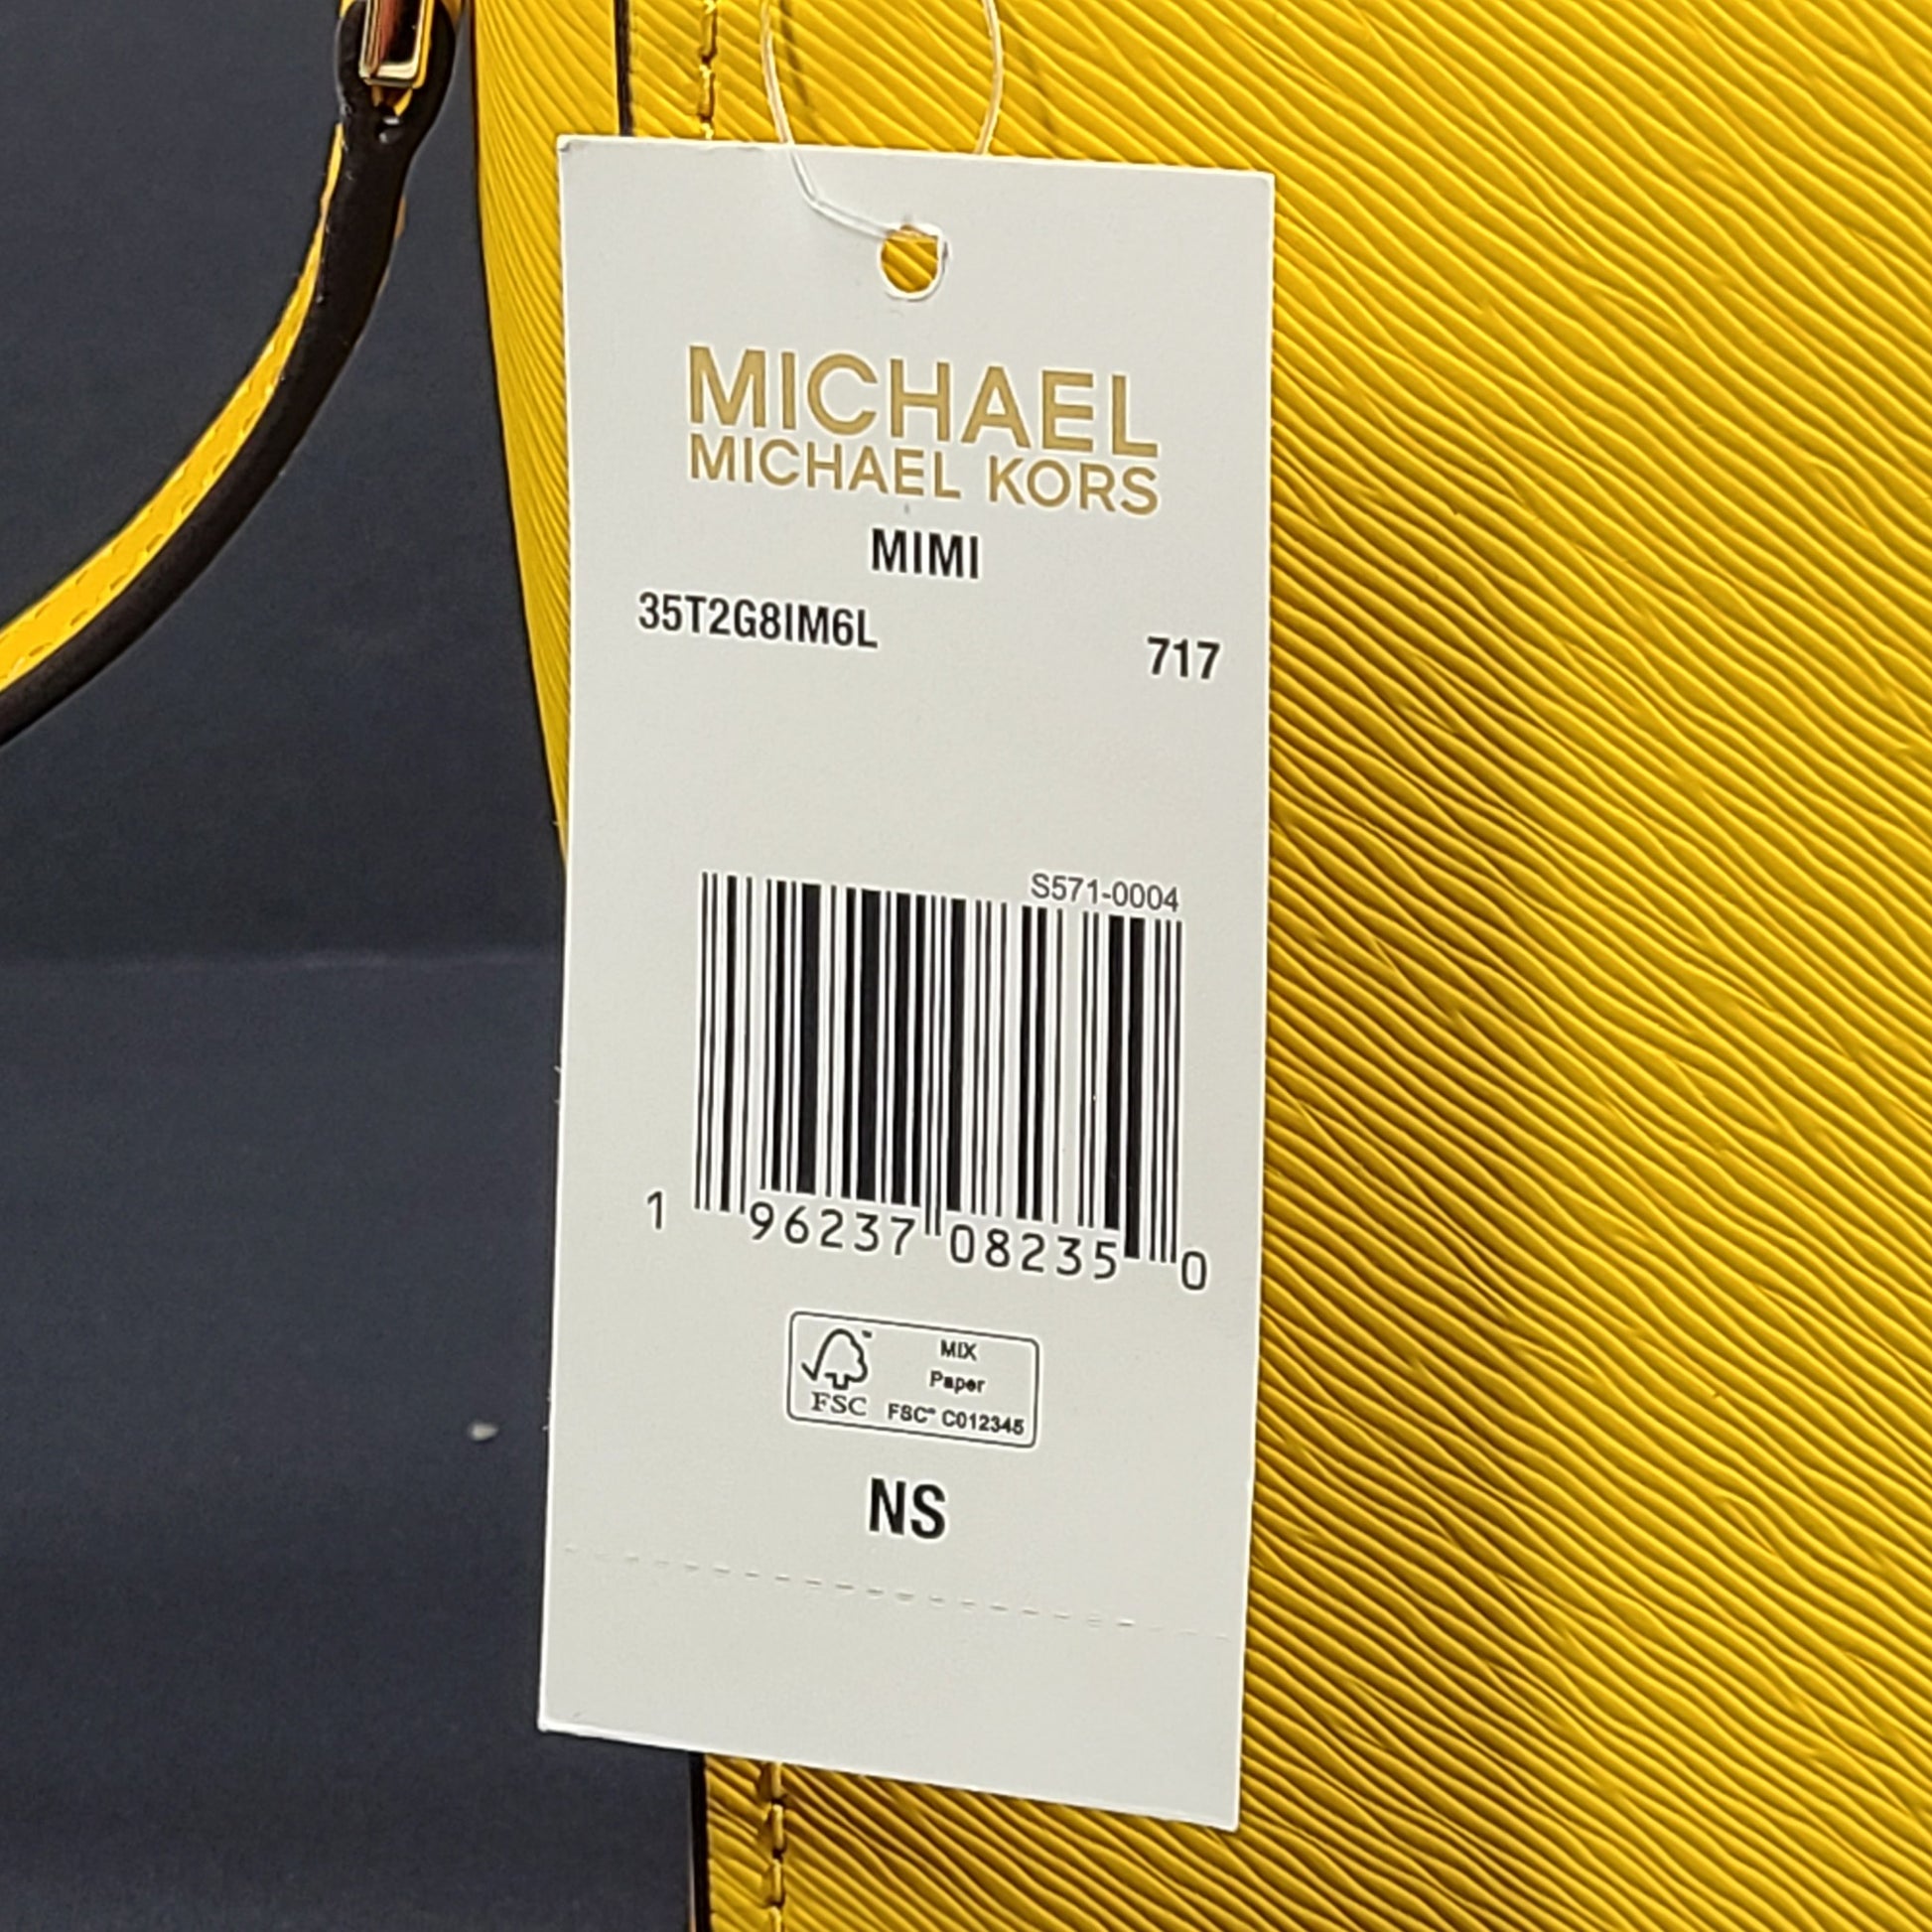 MICHAEL
MICHAEL KORS
MIMI
35T2G8IM6L
717
S571-0004
1 96237 08235 0
FSC
MIX
Paper
FSC® C012345
NS